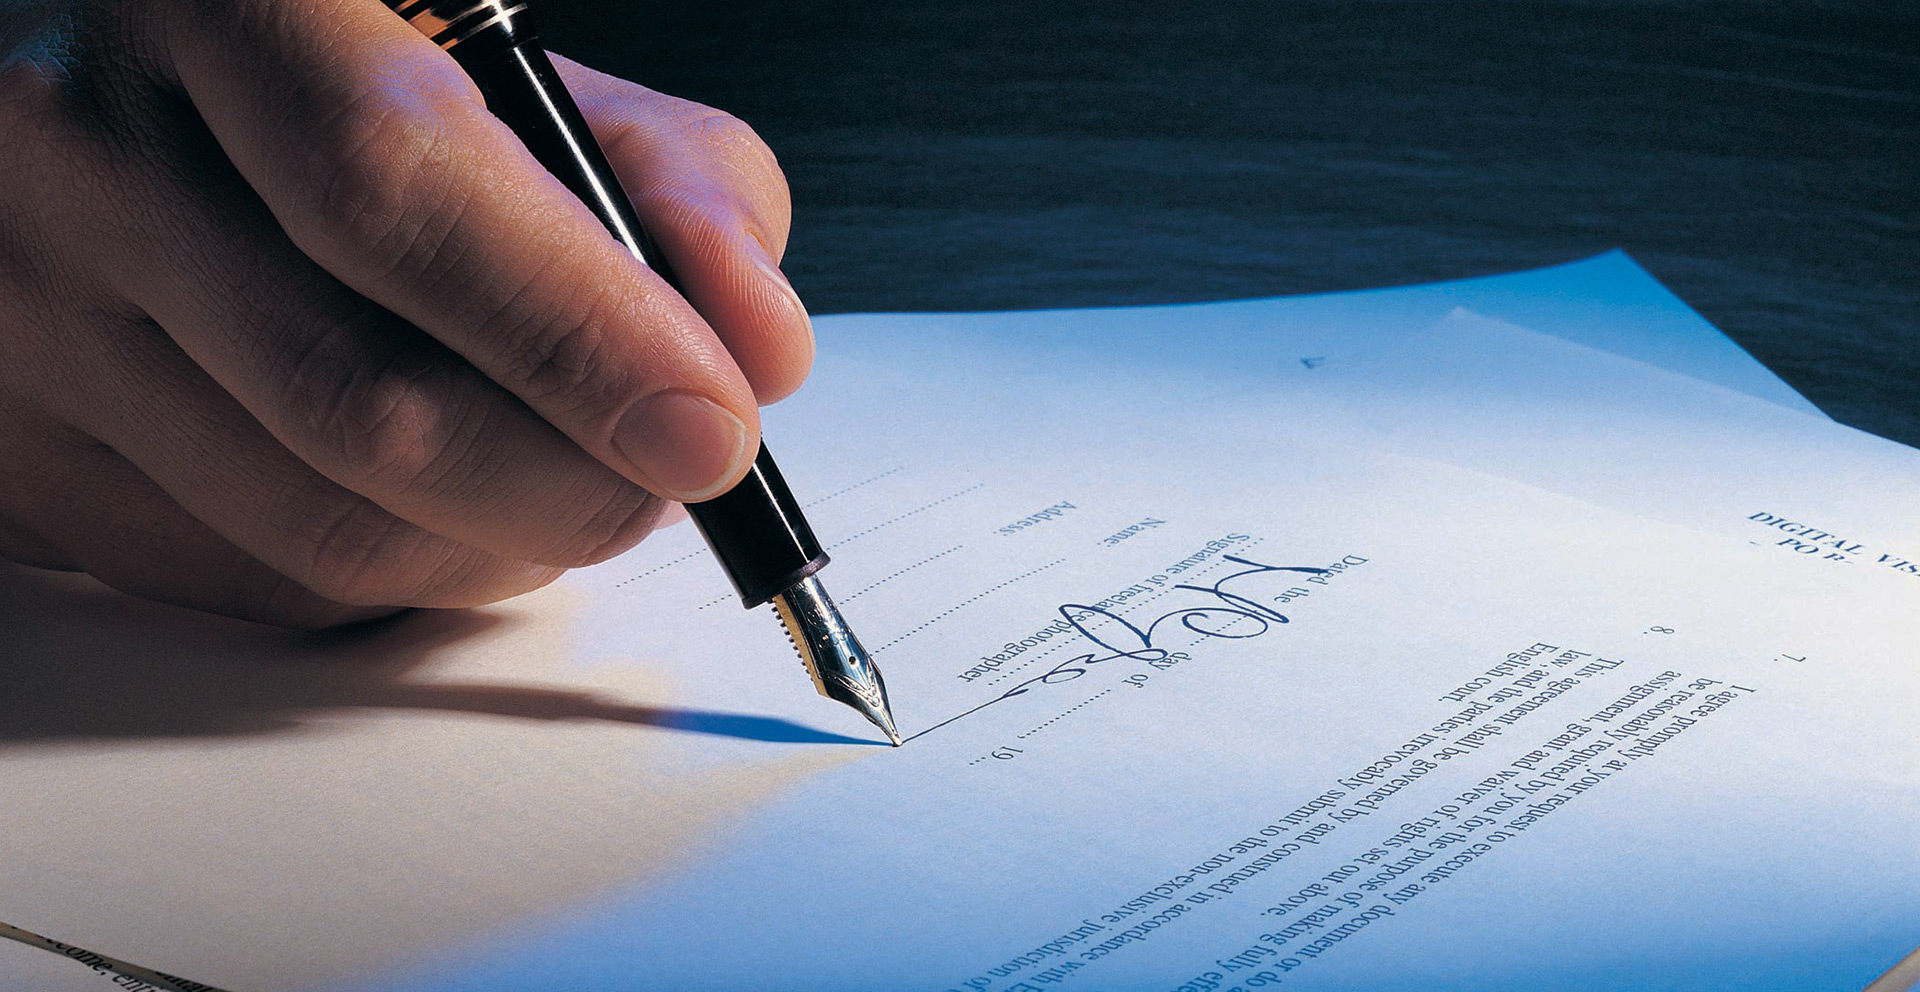 DIGITAL VIS
PO B
7.
I agree promptly at your request to execute any document or do a
be reasonably required by you for the purpose of making fully effe
assignment, grant and waiver of rights set out above.
8.
This agreement shall be governed by and construed in accordance with E
law, and the parties irrevocably submit to the non-exclusive jurisdiction of
English court.
Dated the ........ day of ........, 19 ...
Signature of freelance photographer
Name:
Address:
ome, ent